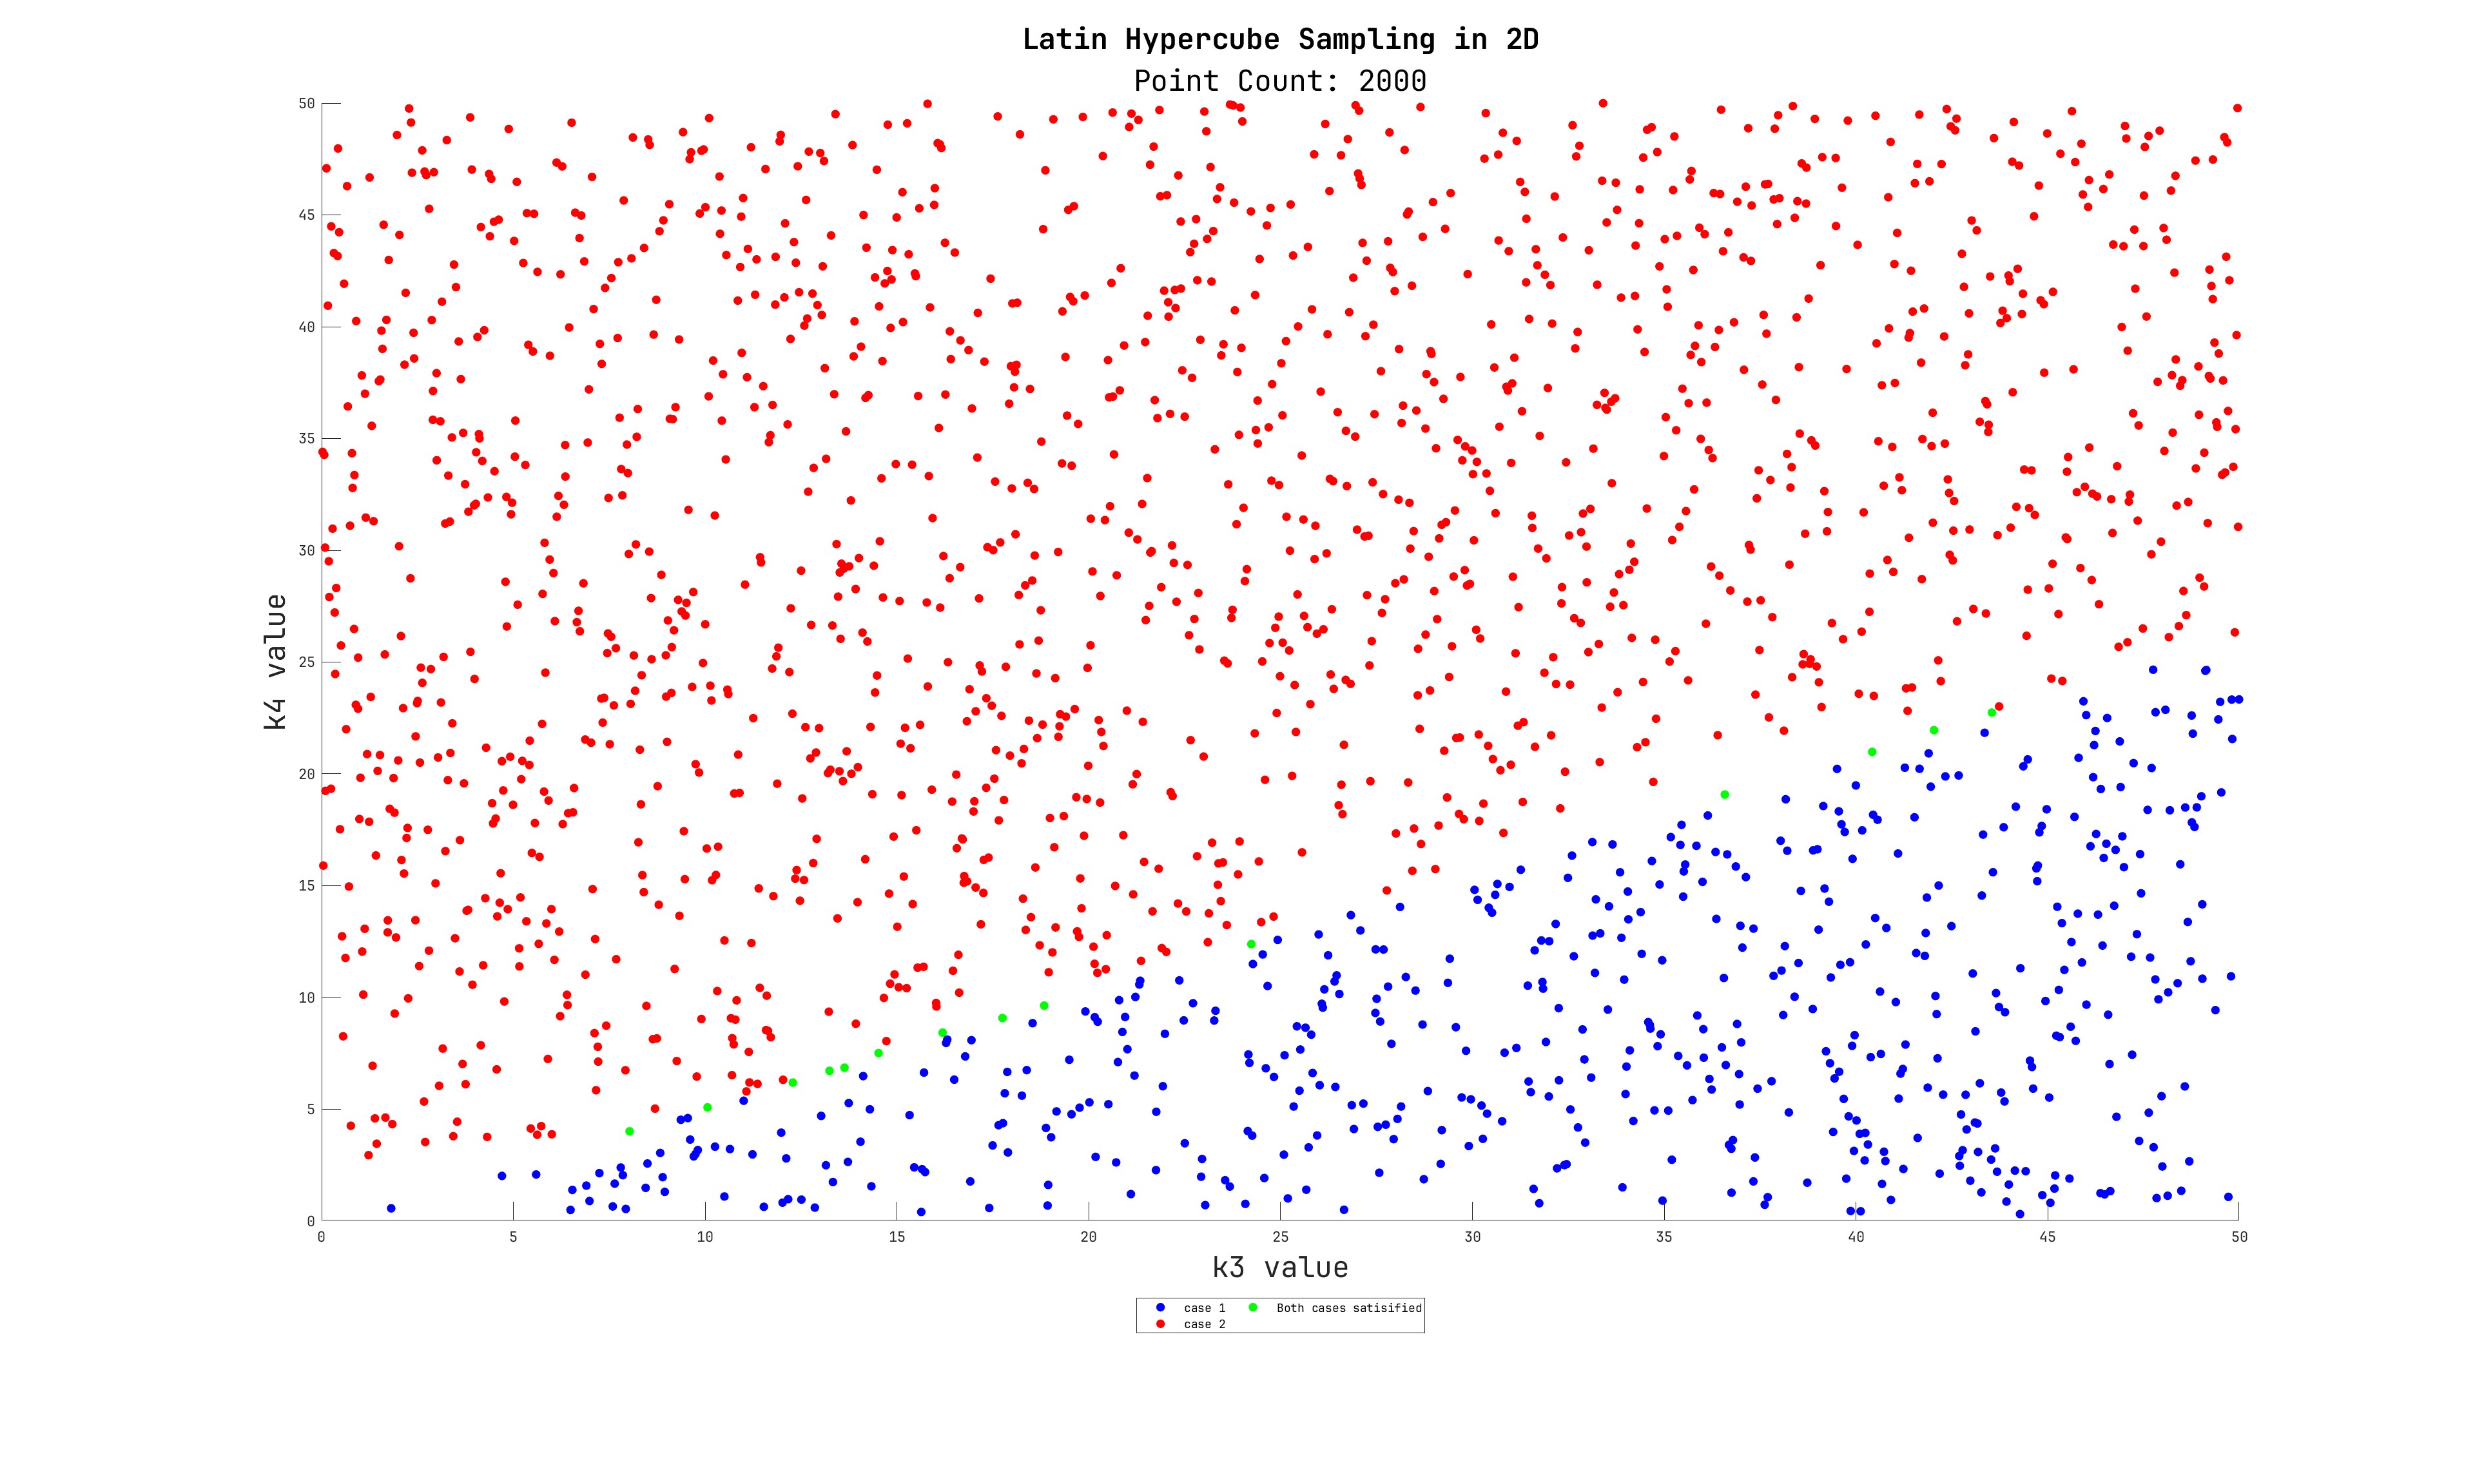 Latin Hypercube Sampling in 2D
Point Count: 2000
50
45
40
35
30
25
20
15
10
5
0
k4 value
0 5 10 15 20 25 30 35 40 45 50
k3 value
case 1 Both cases satisified
case 2